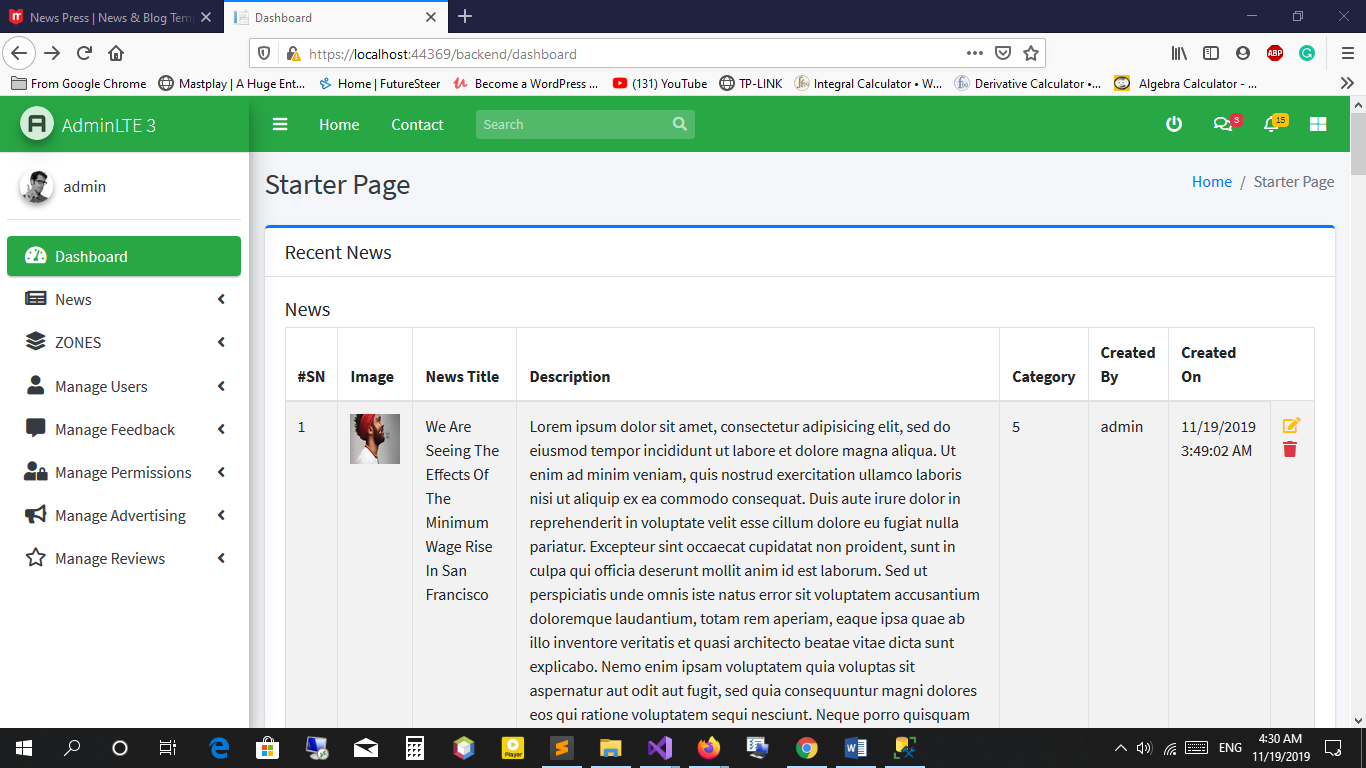 News Press | News & Blog Tem
Dashboard
https://localhost:44369/backend/dashboard
ABP
From Google Chrome
Mastplay | A Huge Ent...
Home | FutureSteer
Become a WordPress ...
(131) YouTube
TP-LINK
Integral Calculator • W...
Derivative Calculator •...
Algebra Calculator - ...
AdminLTE 3
Home
Contact
Search
3
15
admin
Starter Page
Home / Starter Page
Dashboard
News
ZONES
Manage Users
Manage Feedback
Manage Permissions
Manage Advertising
Manage Reviews
Recent News
News
#SN
Image
News Title
Description
Category
Created
By
Created
On
1
We Are
Seeing The
Effects Of
The
Minimum
Wage Rise
In San
Francisco
Lorem ipsum dolor sit amet, consectetur adipisicing elit, sed do
eiusmod tempor incididunt ut labore et dolore magna aliqua. Ut
enim ad minim veniam, quis nostrud exercitation ullamco laboris
nisi ut aliquip ex ea commodo consequat. Duis aute irure dolor in
reprehenderit in voluptate velit esse cillum dolore eu fugiat nulla
pariatur. Excepteur sint occaecat cupidatat non proident, sunt in
culpa qui officia deserunt mollit anim id est laborum. Sed ut
perspiciatis unde omnis iste natus error sit voluptatem accusantium
doloremque laudantium, totam rem aperiam, eaque ipsa quae ab
illo inventore veritatis et quasi architecto beatae vitae dicta sunt
explicabo. Nemo enim ipsam voluptatem quia voluptas sit
aspernatur aut odit aut fugit, sed quia consequuntur magni dolores
eos qui ratione voluptatem sequi nesciunt. Neque porro quisquam
5
admin
11/19/2019
3:49:02 AM
Player
ENG
4:30 AM
11/19/2019